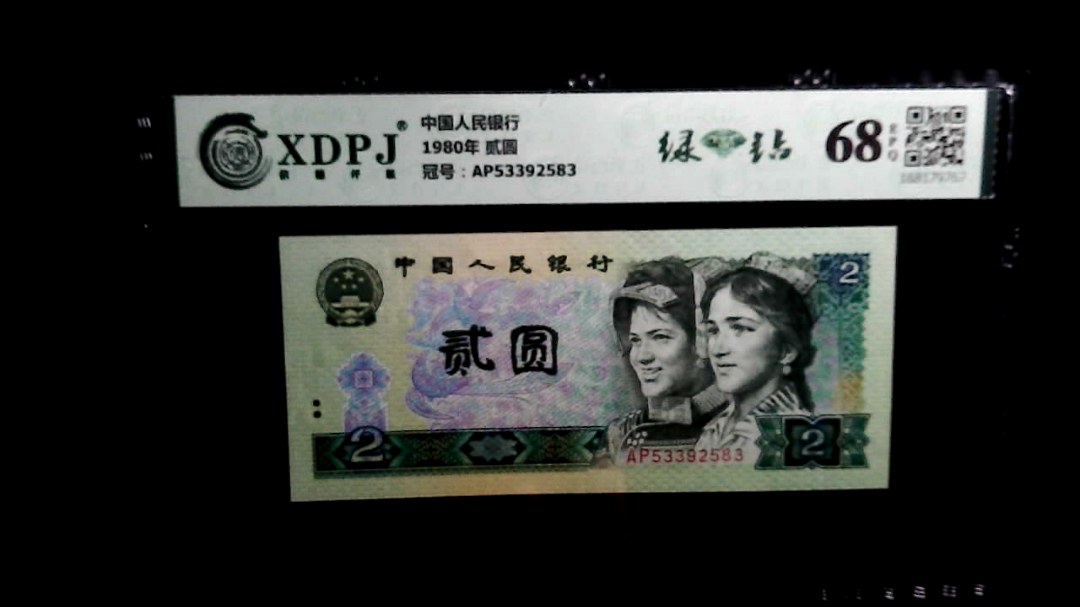 XDPJ®
中国人民银行
1980年 贰圆
冠号：AP53392583
绿钻
68
EPQ
中国人民银行
2
贰圆
2
AP53392583
2